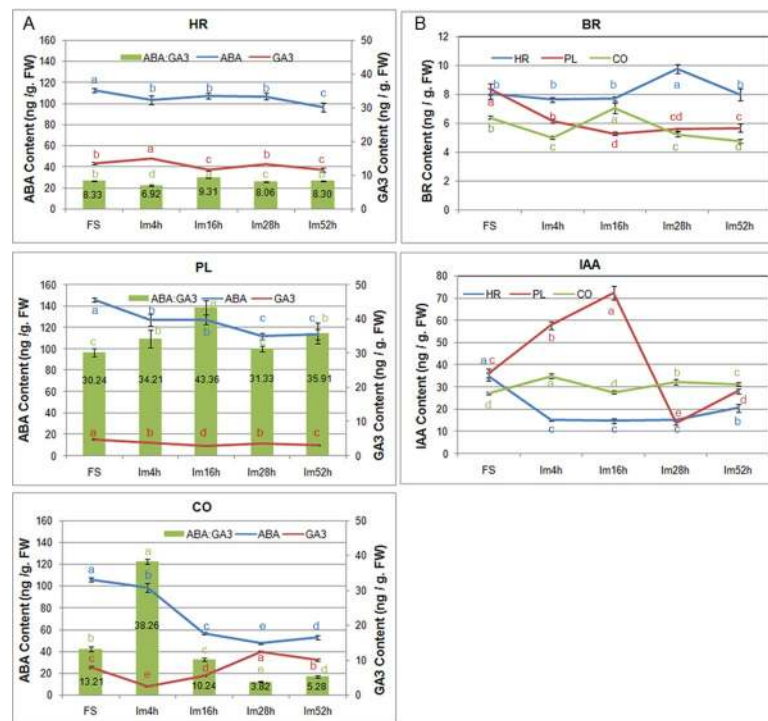 A
HR
ABA:GA3 ABA GA3
ABA Content (ng /g. FW)
GA3 Content (ng / g. FW)
160
140
120
100
80
60
40
20
0
50
40
30
20
10
0
a b b b c
b a c b c
b d a c b
8.33 6.92 9.31 8.06 8.30
FS Im4h Im16h Im28h Im52h
PL
ABA:GA3 ABA GA3
ABA Content (ng /g. FW)
GA3 Content (ng / g. FW)
160
140
120
100
80
60
40
20
0
50
40
30
20
10
0
a b b c c
c b a c b
30.24 34.21 43.36 31.33 35.91
a b d b c
FS Im4h Im16h Im28h Im52h
CO
ABA:GA3 ABA GA3
ABA Content (ng /g. FW)
GA3 Content (ng / g. FW)
160
140
120
100
80
60
40
20
0
50
40
30
20
10
0
a b c e d
b a c e d
c e d a b
13.21 38.26 10.24 3.82 5.28
FS Im4h Im16h Im28h Im52h
B
BR
HR PL CO
BR Content (ng / g. FW)
12
10
8
6
4
2
0
b b b a b
a b d cd c
b c a c d
FS Im4h Im16h Im28h Im52h
IAA
HR PL CO
IAA Content (ng / g. FW)
80
70
60
50
40
30
20
10
0
a c c c b
c b a e d
d a d b c
FS Im4h Im16h Im28h Im52h